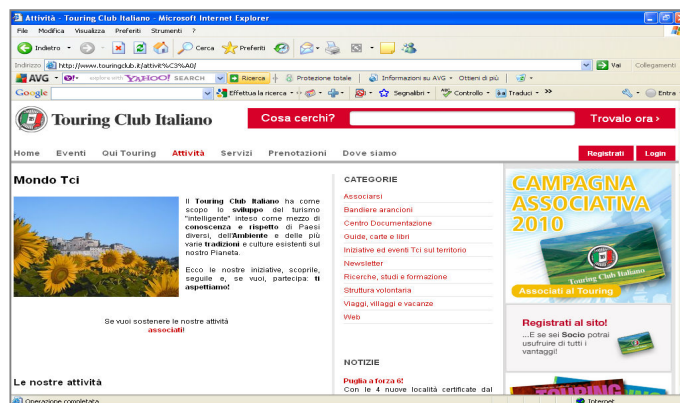 Attività - Touring Club Italiano - Microsoft Internet Explorer
File Modifica Visualizza Preferiti Strumenti ?
Indietro Cerca Preferiti
Indirizzo http://www.touringclub.it/attivit%C3%A0/ Vai Collegamenti
AVG explore with YAHOO! SEARCH Ricerca Protezione totale Informazioni su AVG Ottieni di più
Google Effettua la ricerca Segnalibri Controllo Traduci >> Entra
Touring Club Italiano Cosa cerchi? Trovalo ora ›
Home Eventi Qui Touring Attività Servizi Prenotazioni Dove siamo Registrati Login
Mondo Tci
Il Touring Club Italiano ha come
scopo lo sviluppo del turismo
"intelligente" inteso come mezzo di
conoscenza e rispetto di Paesi
diversi, dell'Ambiente e delle più
varie tradizioni e culture esistenti sul
nostro Pianeta.
Ecco le nostre iniziative, scoprile,
seguile e, se vuoi, partecipa: ti
aspettiamo!
Se vuoi sostenere le nostre attività
associati!
Le nostre attività
CATEGORIE
Associarsi
Bandiere arancioni
Centro Documentazione
Guide, carte e libri
Iniziative ed eventi Tci sul territorio
Newsletter
Ricerche, studi e formazione
Struttura volontaria
Viaggi, villaggi e vacanze
Web
NOTIZIE
Puglia a forza 6!
Con le 4 nuove località certificate dal
CAMPAGNA
ASSOCIATIVA
2010
Touring Club Italiano
Associati al Touring
Registrati al sito!
...E se sei Socio potrai
usufruire di tutti i
vantaggi!
TOURING
Operazione completata Internet